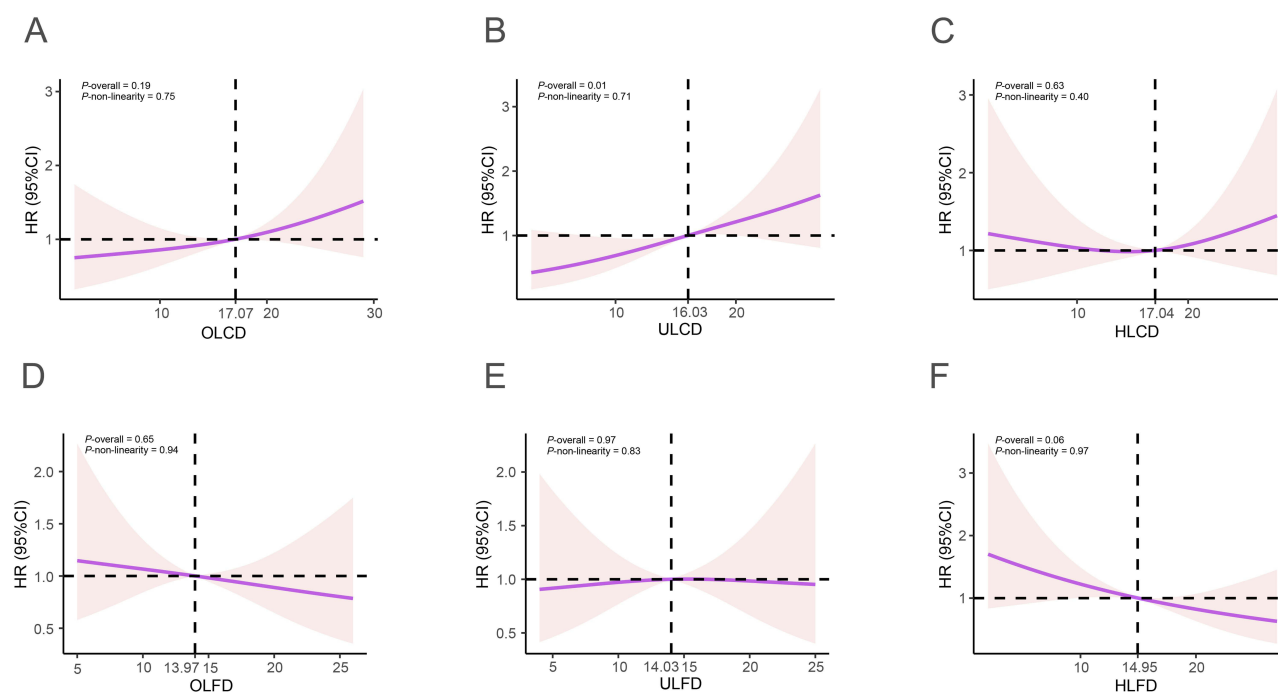 A
P-overall = 0.19
P-non-linearity = 0.75
3
2
1
HR (95%CI)
10
17.07
20
30
OLCD
B
P-overall = 0.01
P-non-linearity = 0.71
3
2
1
HR (95%CI)
10
16.03
20
ULCD
C
P-overall = 0.63
P-non-linearity = 0.40
3
2
1
HR (95%CI)
10
17.04
20
HLCD
D
P-overall = 0.65
P-non-linearity = 0.94
2.0
1.5
1.0
0.5
HR (95%CI)
5
10
13.97
15
20
25
OLFD
E
P-overall = 0.97
P-non-linearity = 0.83
2.0
1.5
1.0
0.5
HR (95%CI)
5
10
14.03
15
20
25
ULFD
F
P-overall = 0.06
P-non-linearity = 0.97
3
2
1
HR (95%CI)
10
14.95
20
HLFD